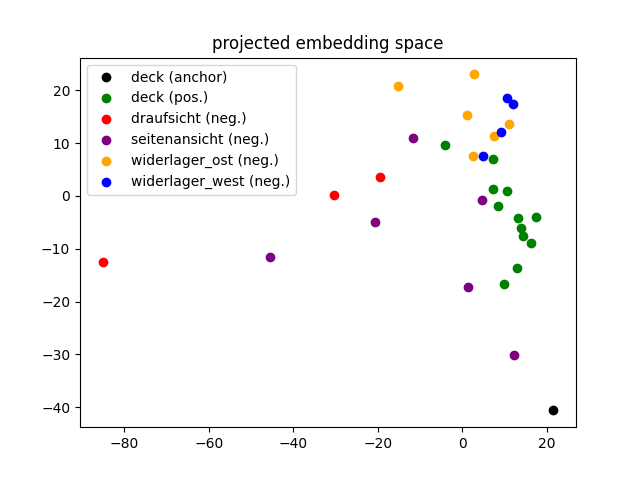 projected embedding space
deck (anchor)
deck (pos.)
draufsicht (neg.)
seitenansicht (neg.)
widerlager_ost (neg.)
widerlager_west (neg.)
20
10
0
−10
−20
−30
−40
−80 −60 −40 −20 0 20